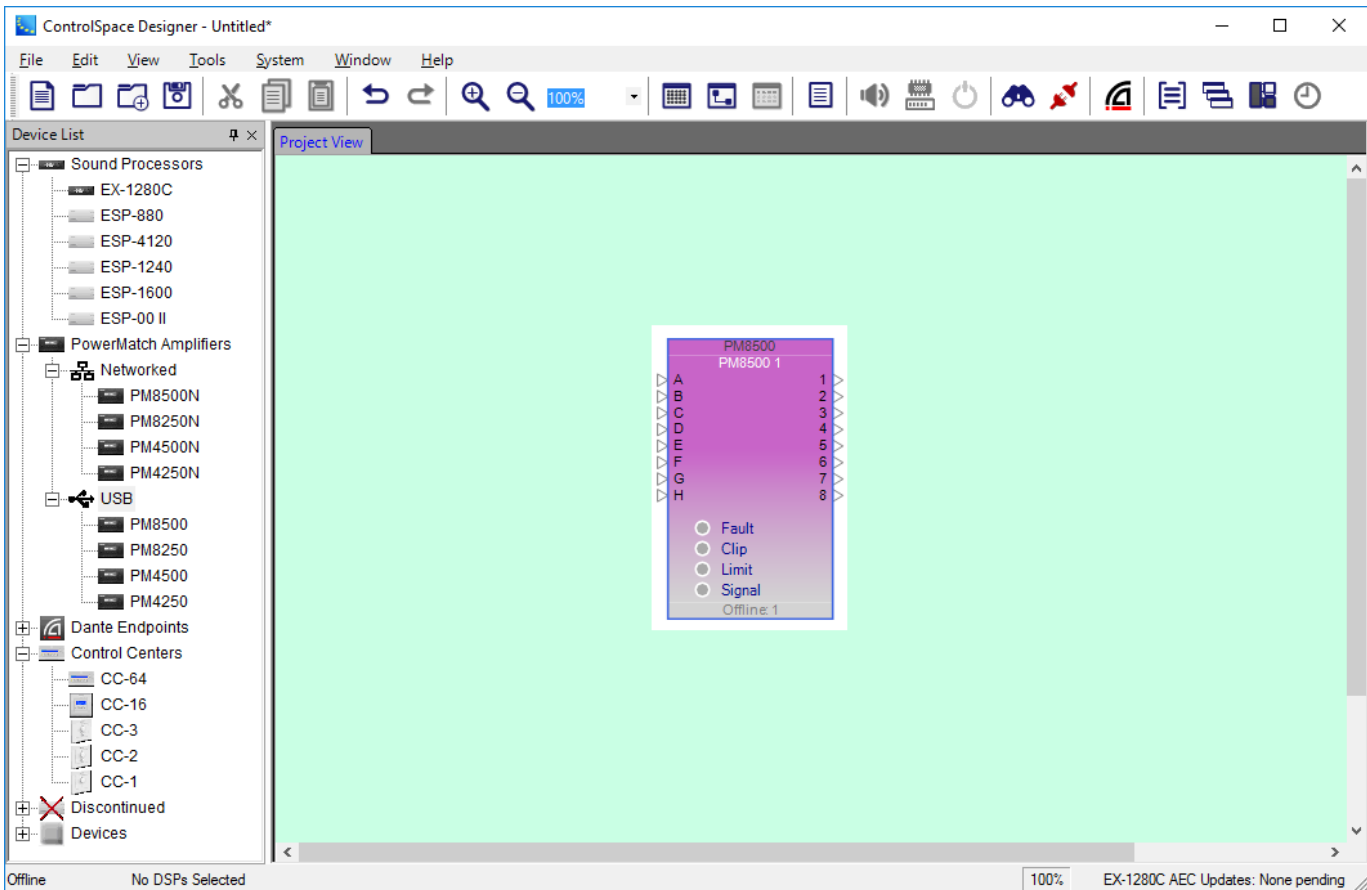 ControlSpace Designer - Untitled*
File Edit View Tools System Window Help
100%
Device List
Project View
Sound Processors
EX-1280C
ESP-880
ESP-4120
ESP-1240
ESP-1600
ESP-00 II
PowerMatch Amplifiers
Networked
PM8500N
PM8250N
PM4500N
PM4250N
USB
PM8500
PM8250
PM4500
PM4250
Dante Endpoints
Control Centers
CC-64
CC-16
CC-3
CC-2
CC-1
Discontinued
Devices
PM8500
PM8500 1
A 1
B 2
C 3
D 4
E 5
F 6
G 7
H 8
Fault
Clip
Limit
Signal
Offline: 1
Offline No DSPs Selected 100% EX-1280C AEC Updates: None pending